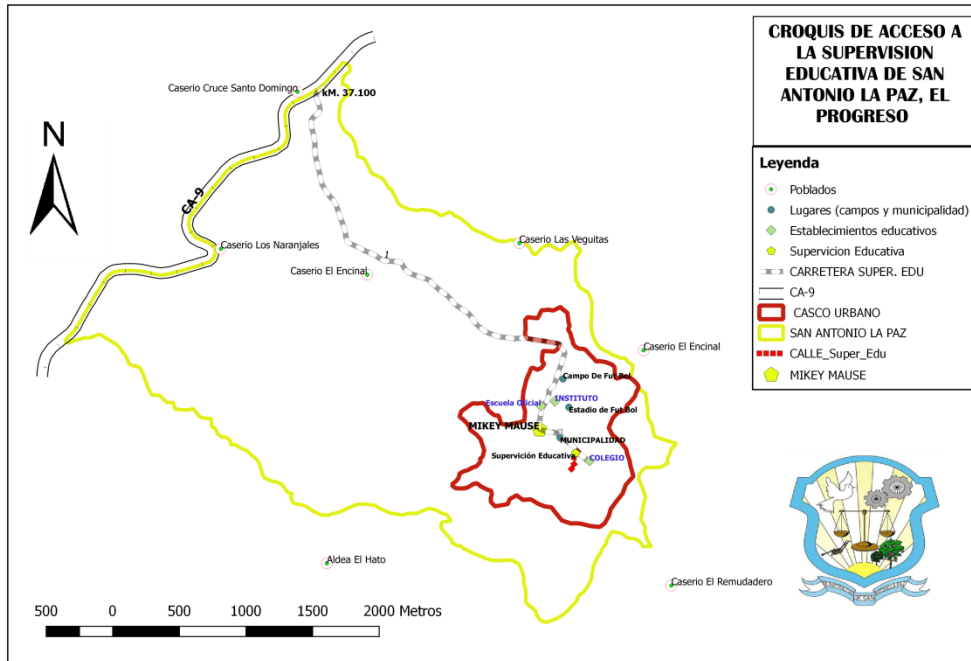 CROQUIS DE ACCESO A
LA SUPERVISION
EDUCATIVA DE SAN
ANTONIO LA PAZ, EL
PROGRESO
Leyenda
Poblados
Lugares (campos y municipalidad)
Establecimientos educativos
Supervicion Educativa
CARRETERA SUPER. EDU
CA-9
CASCO URBANO
SAN ANTONIO LA PAZ
CALLE_Super_Edu
MIKEY MAUSE
Caserio Cruce Santo Domingo
kM. 37.100
N
CA-9
Caserio Los Naranjales
Caserio Las Veguitas
1
Caserio El Encinal
Caserio El Encinal
Campo De Fut Bol
Escuela Oficial
INSTITUTO
Estadio de Fut Bol
MIKEY MAUSE
MUNICIPALIDAD
Supervición Educativa
COLEGIO
Aldea El Hato
Caserio El Remudadero
500 0 500 1000 1500 2000 Metros
DE SAN